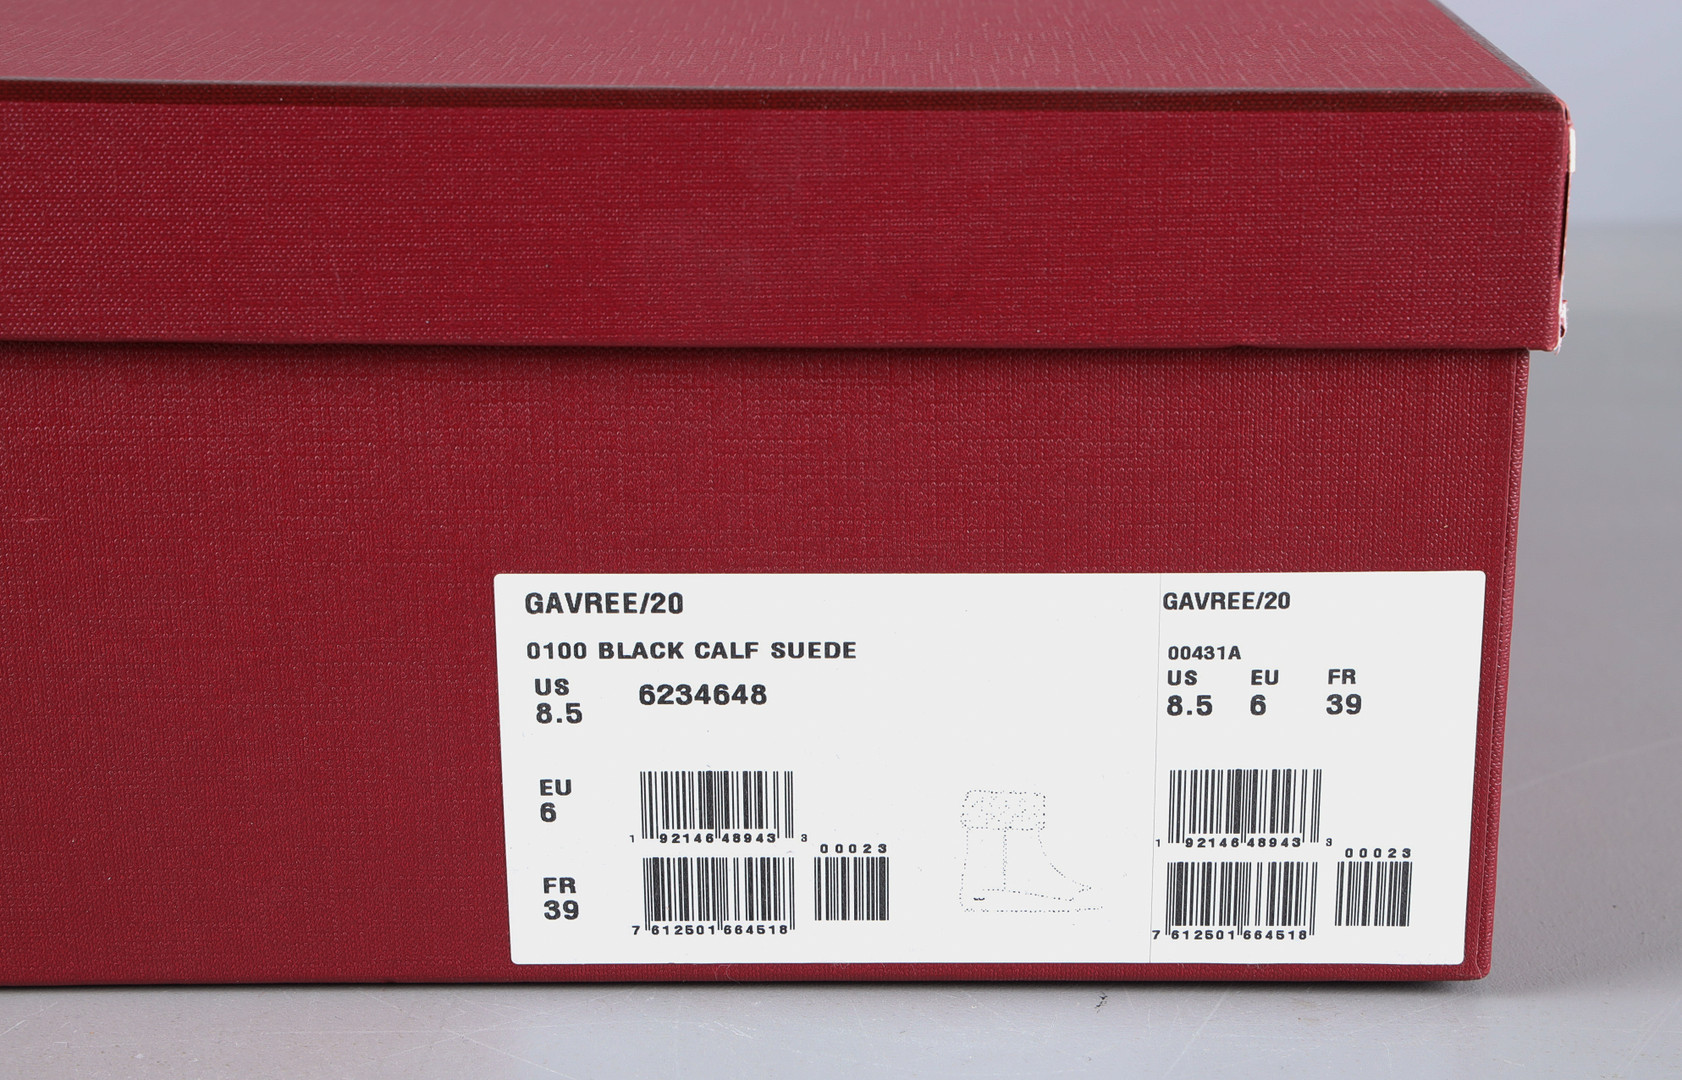 GAVREE/20
0100 BLACK CALF SUEDE
US
8.5
6234648
EU
6
1 92146 48943 3
00023
FR
39
7 612501 664518
GAVREE/20
00431A
US EU FR
8.5 6 39
1 92146 48943 3
00023
7 612501 664518